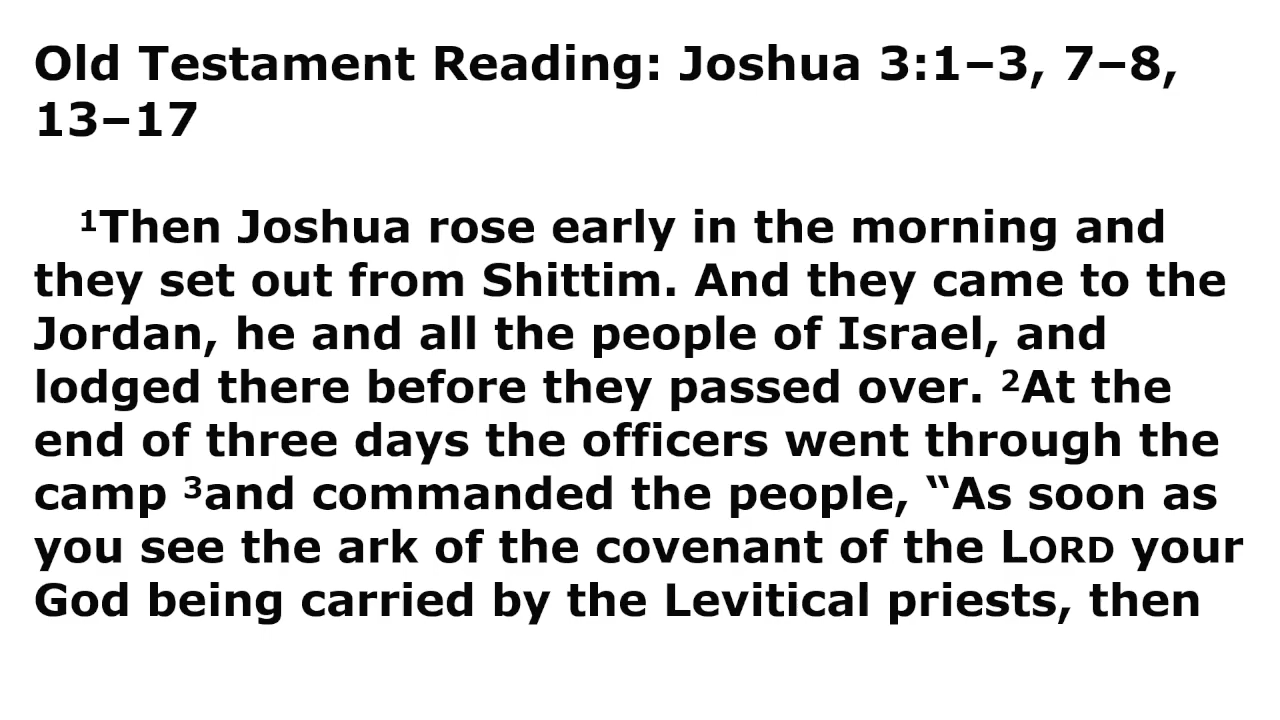 Old Testament Reading: Joshua 3:1–3, 7–8,
13–17
¹Then Joshua rose early in the morning and
they set out from Shittim. And they came to the
Jordan, he and all the people of Israel, and
lodged there before they passed over. ²At the
end of three days the officers went through the
camp ³and commanded the people, “As soon as
you see the ark of the covenant of the LORD your
God being carried by the Levitical priests, then